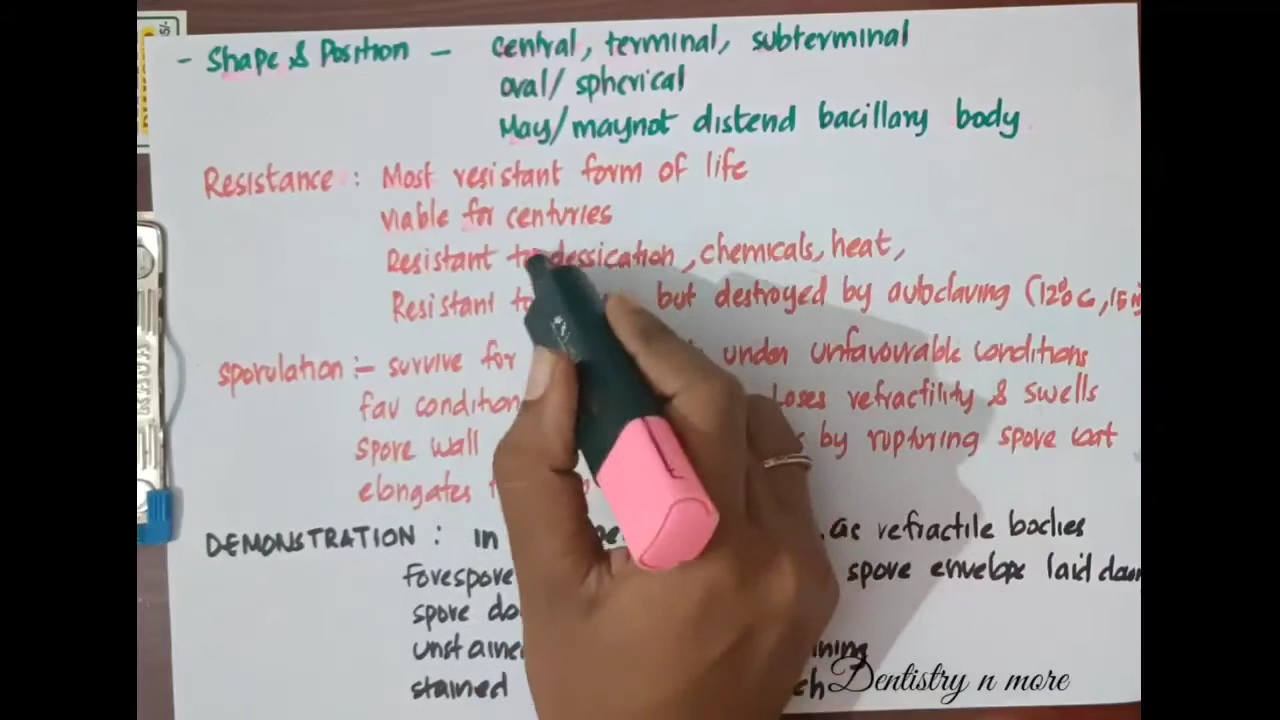 - Shape & Position - central, terminal, subterminal
oval/ spherical
May/maynot distend bacillary body
Resistance : Most resistant form of life
viable for centuries
Resistant to dessication, chemicals, heat,
Resistant to but destroyed by autoclaving (120°C, 15
sporulation :- survive for under unfavourable conditions
fav condition loses refractility & swells
spore wall by rupturing spore coat
elongates
DEMONSTRATION : In as refractile bodies
Forespore spore envelope laid down
spore
unstained
stained
Dentistry n more